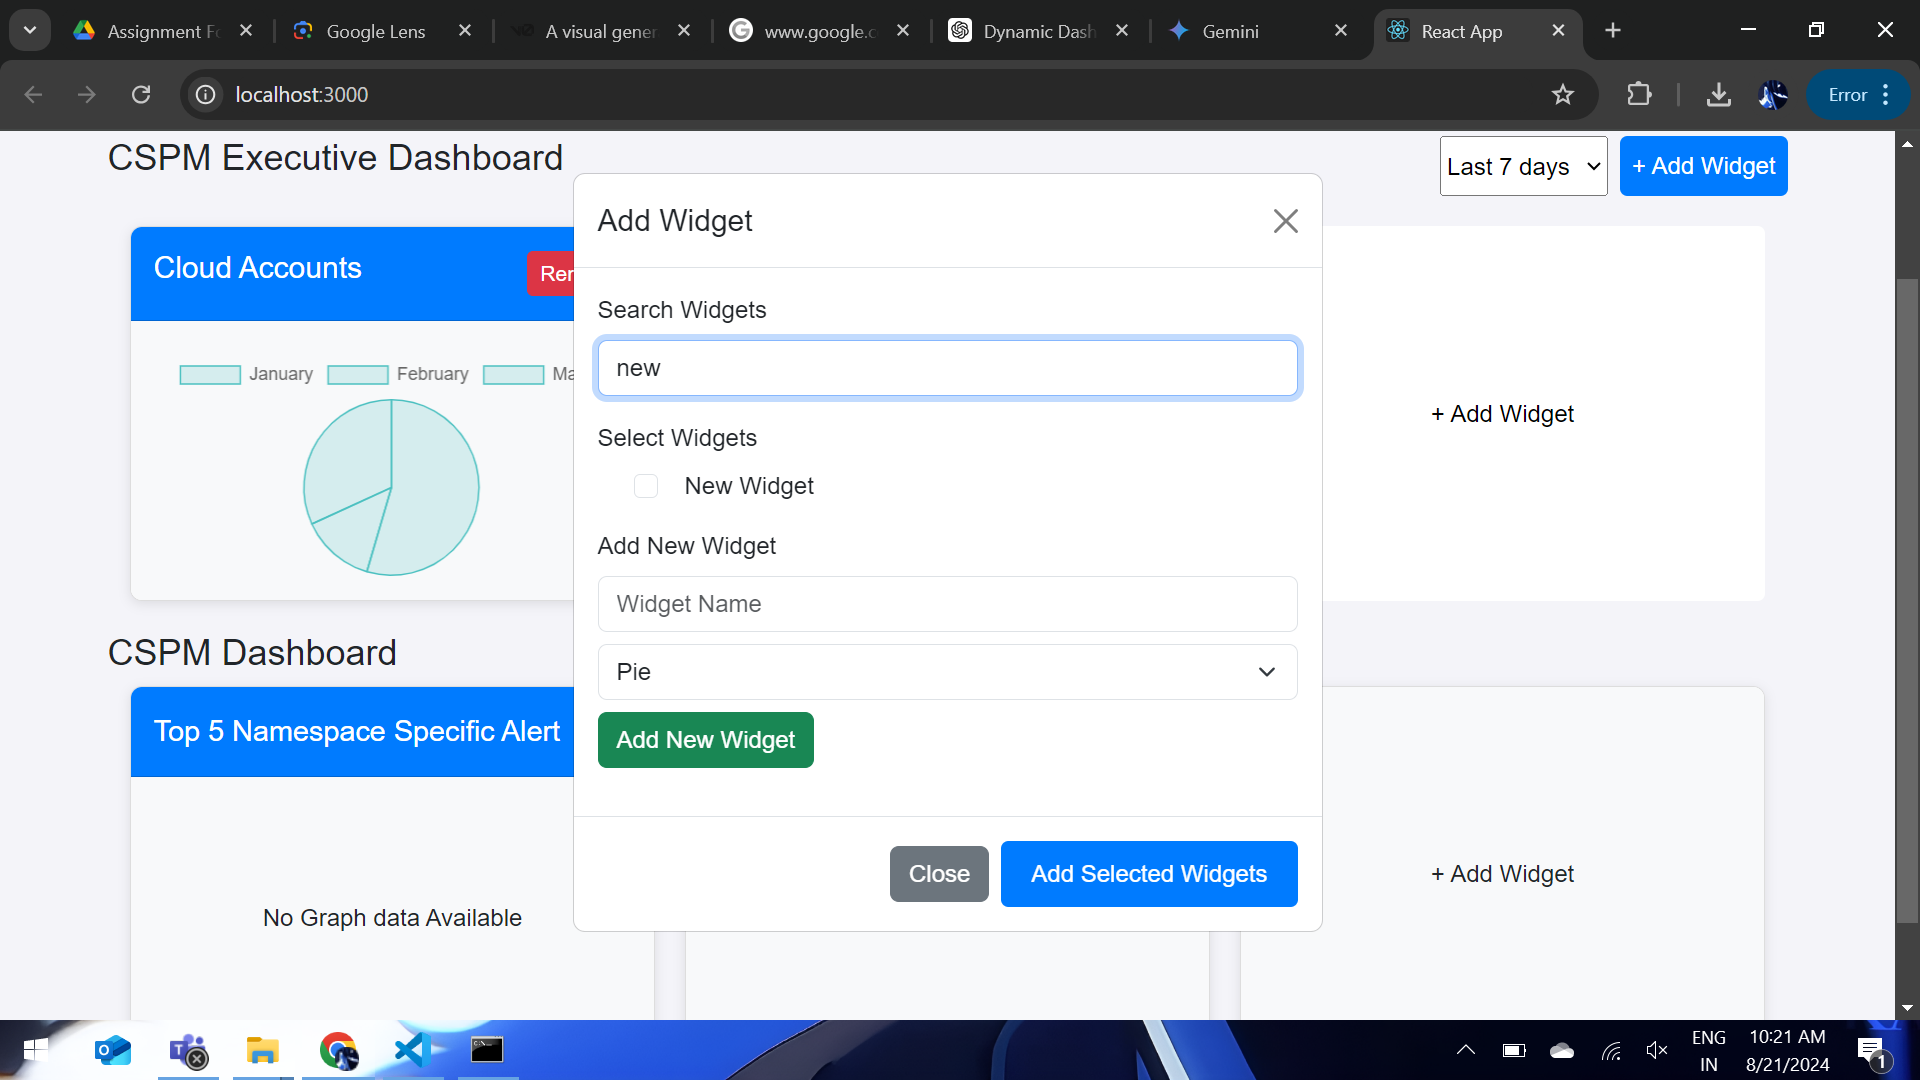 Assignment Fo
Google Lens
A visual gener
www.google.c
Dynamic Dash
Gemini
React App
localhost:3000
Error
CSPM Executive Dashboard
Last 7 days
+ Add Widget
Cloud Accounts
Rer
January
February
Ma
Add Widget
Search Widgets
new
Select Widgets
New Widget
Add New Widget
Widget Name
Pie
Add New Widget
Close
Add Selected Widgets
+ Add Widget
CSPM Dashboard
Top 5 Namespace Specific Alert
No Graph data Available
+ Add Widget
ENG
IN
10:21 AM
8/21/2024
1